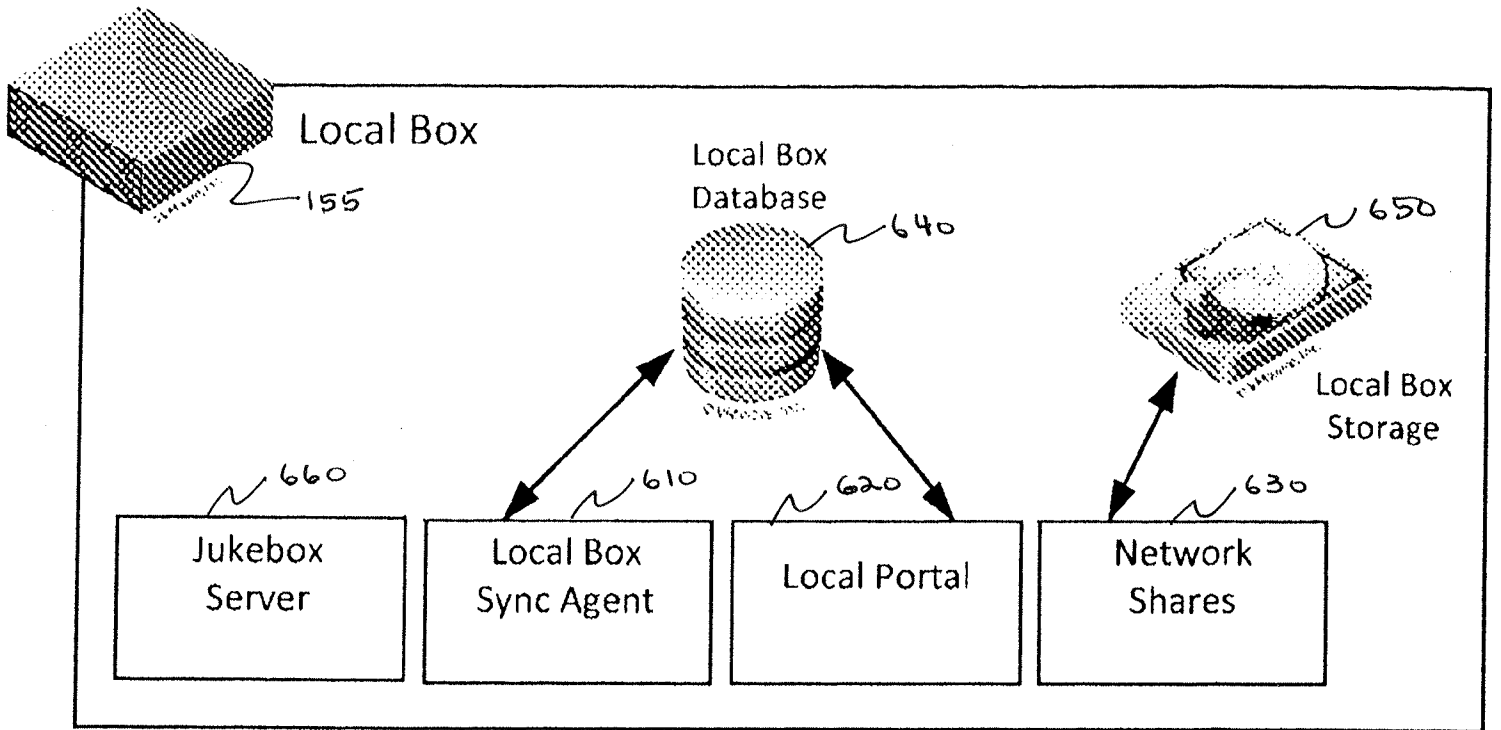 Local Box
155
Local Box
Database
640
650
Local Box
Storage
660
610
620
630
Jukebox
Server
Local Box
Sync Agent
Local Portal
Network
Shares